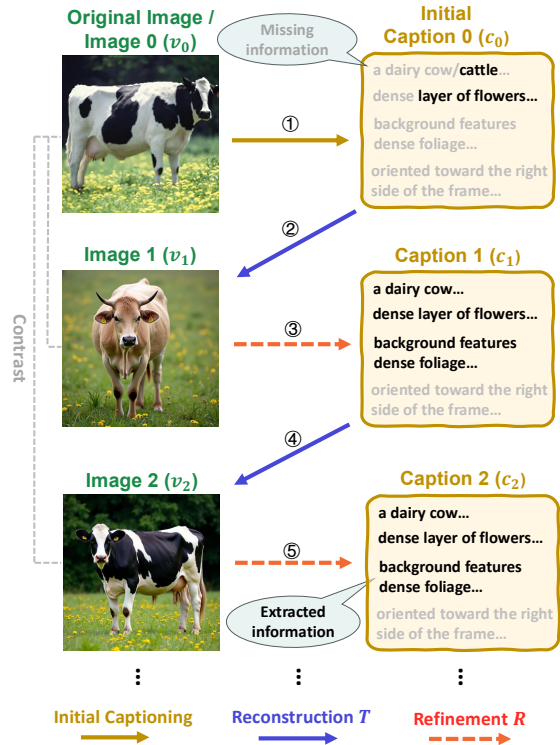 Original Image /
Image 0 (v₀)
Initial
Caption 0 (c₀)
Missing
information
a dairy cow/cattle...
dense layer of flowers...
background features
dense foliage...
oriented toward the right
side of the frame...
①
②
Image 1 (v₁)
Caption 1 (c₁)
a dairy cow...
dense layer of flowers...
background features
dense foliage...
oriented toward the right
side of the frame...
③
Contrast
④
Image 2 (v₂)
Caption 2 (c₂)
a dairy cow...
dense layer of flowers...
background features
dense foliage...
oriented toward the right
side of the frame...
⑤
Extracted
information
Initial Captioning
Reconstruction T
Refinement R